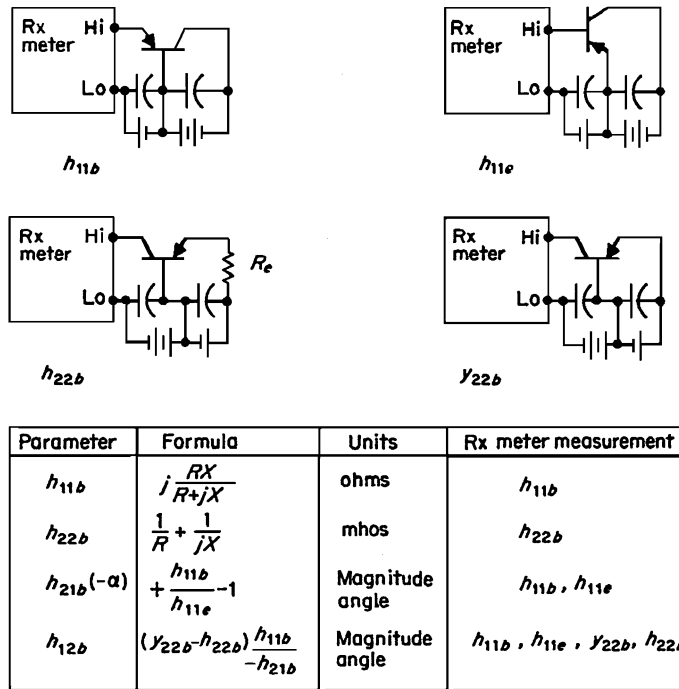 Rx meter Hi Lo
h11b
Rx meter Hi Lo
h11e
Rx meter Hi Lo Re
h22b
Rx meter Hi Lo
y22b
Parameter Formula Units Rx meter measurement
h11b j RX/R+jX ohms h11b
h22b 1/R + 1/jX mhos h22b
h21b(-α) + h11b/h11e -1 Magnitude angle h11b, h11e
h12b (y22b-h22b) h11b/-h21b Magnitude angle h11b, h11e, y22b, h22b